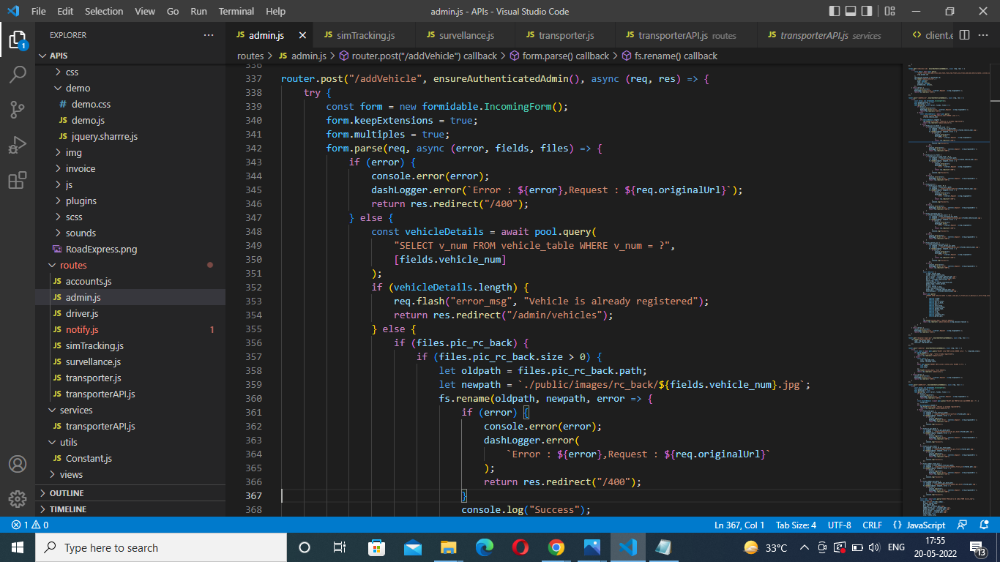 File Edit Selection View Go Run Terminal Help
admin.js - APIs - Visual Studio Code
EXPLORER
admin.js
simTracking.js
survellance.js
transporter.js
transporterAPI.js routes
transporterAPI.js services
client.e
APIS
routes > JS admin.js > router.post("/addVehicle") callback > form.parse() callback > fs.rename() callback
css
demo
# demo.css
JS demo.js
JS jquery.sharrre.js
img
invoice
js
plugins
scss
sounds
RoadExpress.png
routes
JS accounts.js
JS admin.js
JS driver.js
JS notify.js 1
JS simTracking.js
JS survellance.js
JS transporter.js
JS transporterAPI.js
services
JS transporterAPI.js
utils
JS Constant.js
views
OUTLINE
TIMELINE
336
337 router.post("/addVehicle", ensureAuthenticatedAdmin(), async (req, res) => {
338 try {
339 const form = new formidable.IncomingForm();
340 form.keepExtensions = true;
341 form.multiples = true;
342 form.parse(req, async (error, fields, files) => {
343 if (error) {
344 console.error(error);
345 dashLogger.error(`Error : ${error},Request : ${req.originalUrl}`);
346 return res.redirect("/400");
347 } else {
348 const vehicleDetails = await pool.query(
349 "SELECT v_num FROM vehicle_table WHERE v_num = ?",
350 [fields.vehicle_num]
351 );
352 if (vehicleDetails.length) {
353 req.flash("error_msg", "Vehicle is already registered");
354 return res.redirect("/admin/vehicles");
355 } else {
356 if (files.pic_rc_back) {
357 if (files.pic_rc_back.size > 0) {
358 let oldpath = files.pic_rc_back.path;
359 let newpath = `./public/images/rc_back/${fields.vehicle_num}.jpg`;
360 fs.rename(oldpath, newpath, error => {
361 if (error) {
362 console.error(error);
363 dashLogger.error(
364 `Error : ${error},Request : ${req.originalUrl}`
365 );
366 return res.redirect("/400");
367 }
368 console.log("Success");
1 0
Ln 367, Col 1 Tab Size: 4 UTF-8 CRLF {} JavaScript
Type here to search
33°C
ENG
17:55
20-05-2022
13